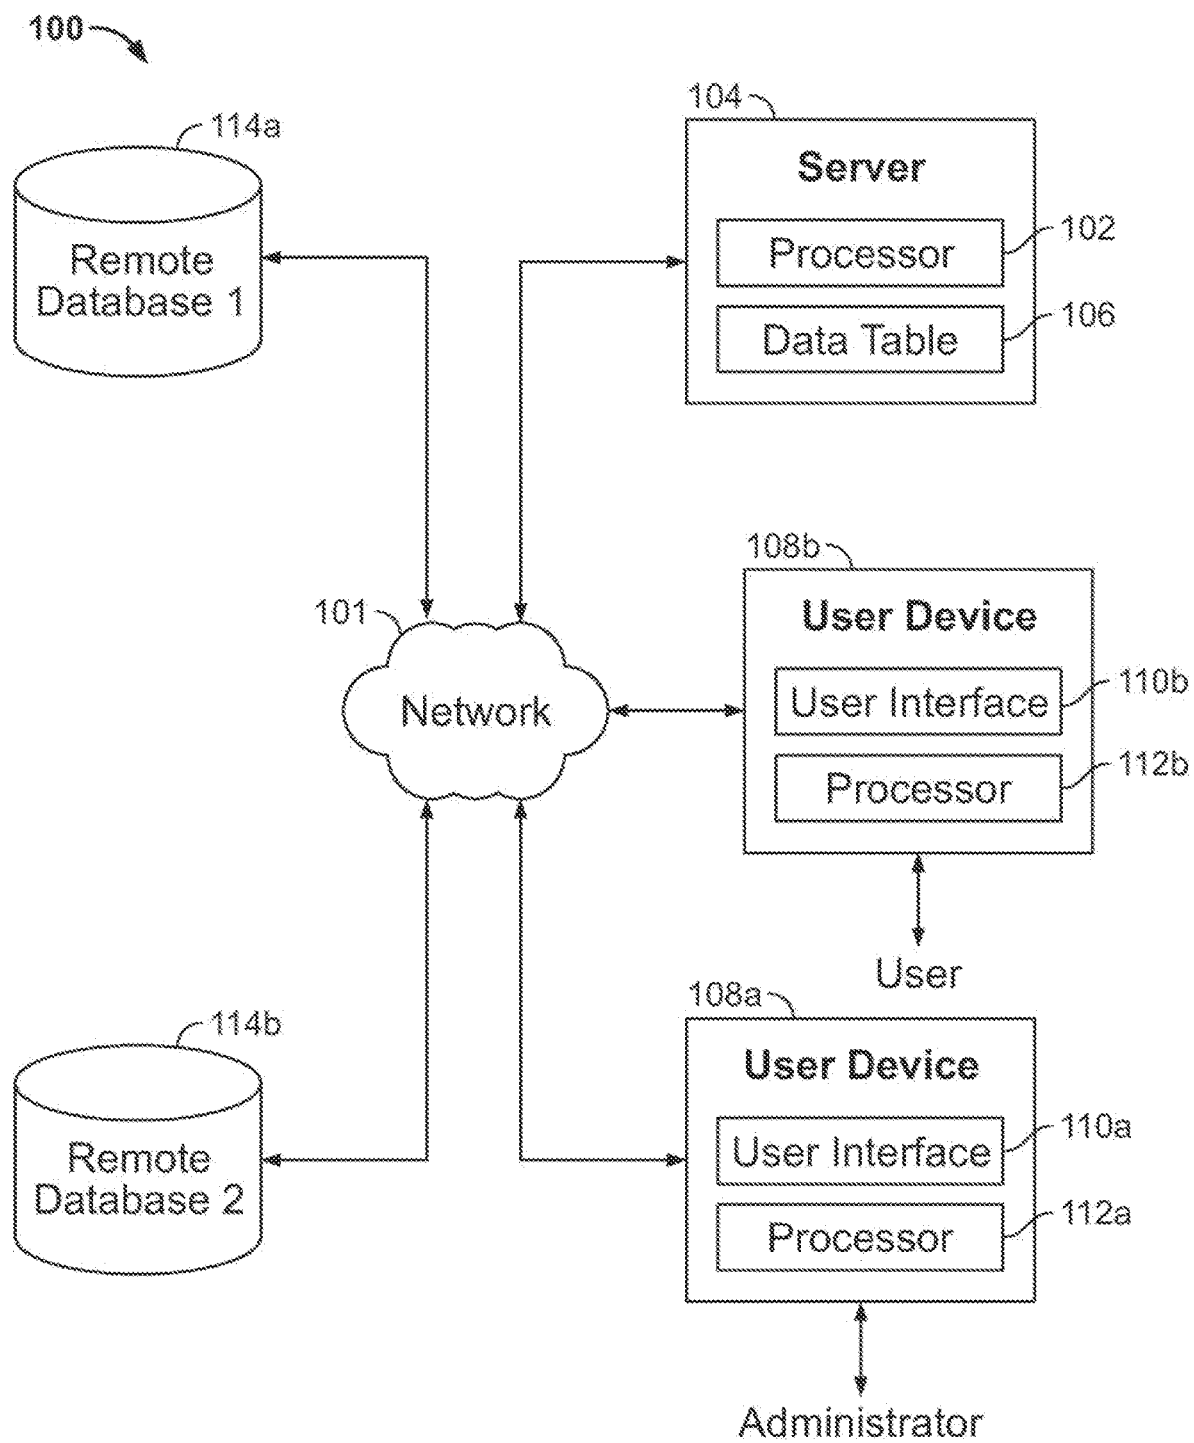 100
114a
Remote
Database 1
104
Server
Processor
102
Data Table
106
101
Network
108b
User Device
User Interface
110b
Processor
112b
User
114b
Remote
Database 2
108a
User Device
User Interface
110a
Processor
112a
Administrator